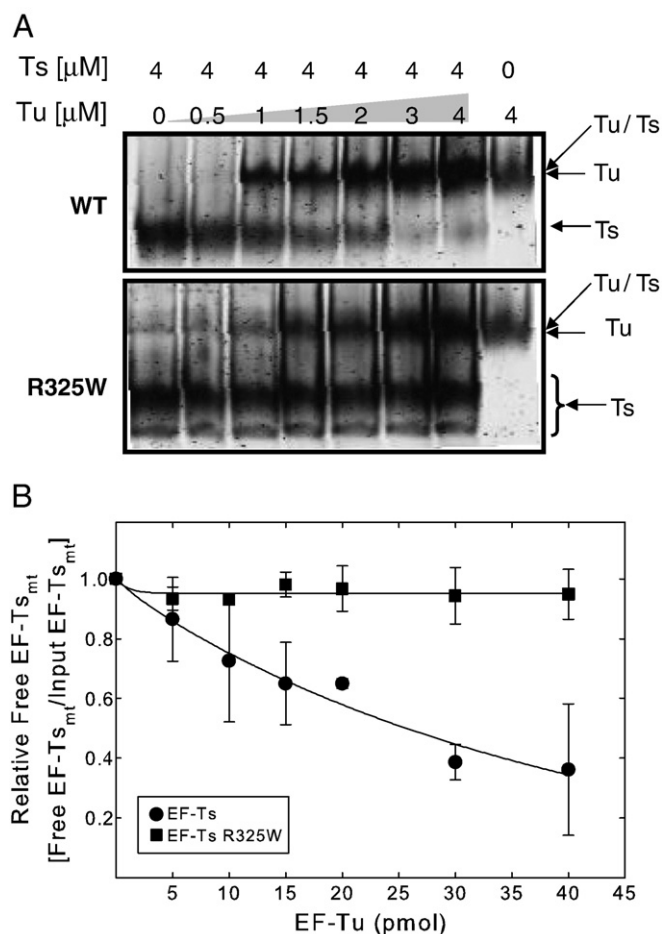 A
Ts [μM] 4 4 4 4 4 4 4 0
Tu [μM] 0 0.5 1 1.5 2 3 4 4
Tu/Ts
Tu
WT
Ts
Tu/Ts
Tu
R325W
Ts
B
Relative Free EF-Tsmt
[Free EF-Tsmt/Input EF-Tsmt]
1.0
0.8
0.6
0.4
0.2
EF-Ts
EF-Ts R325W
5 10 15 20 25 30 35 40 45
EF-Tu (pmol)